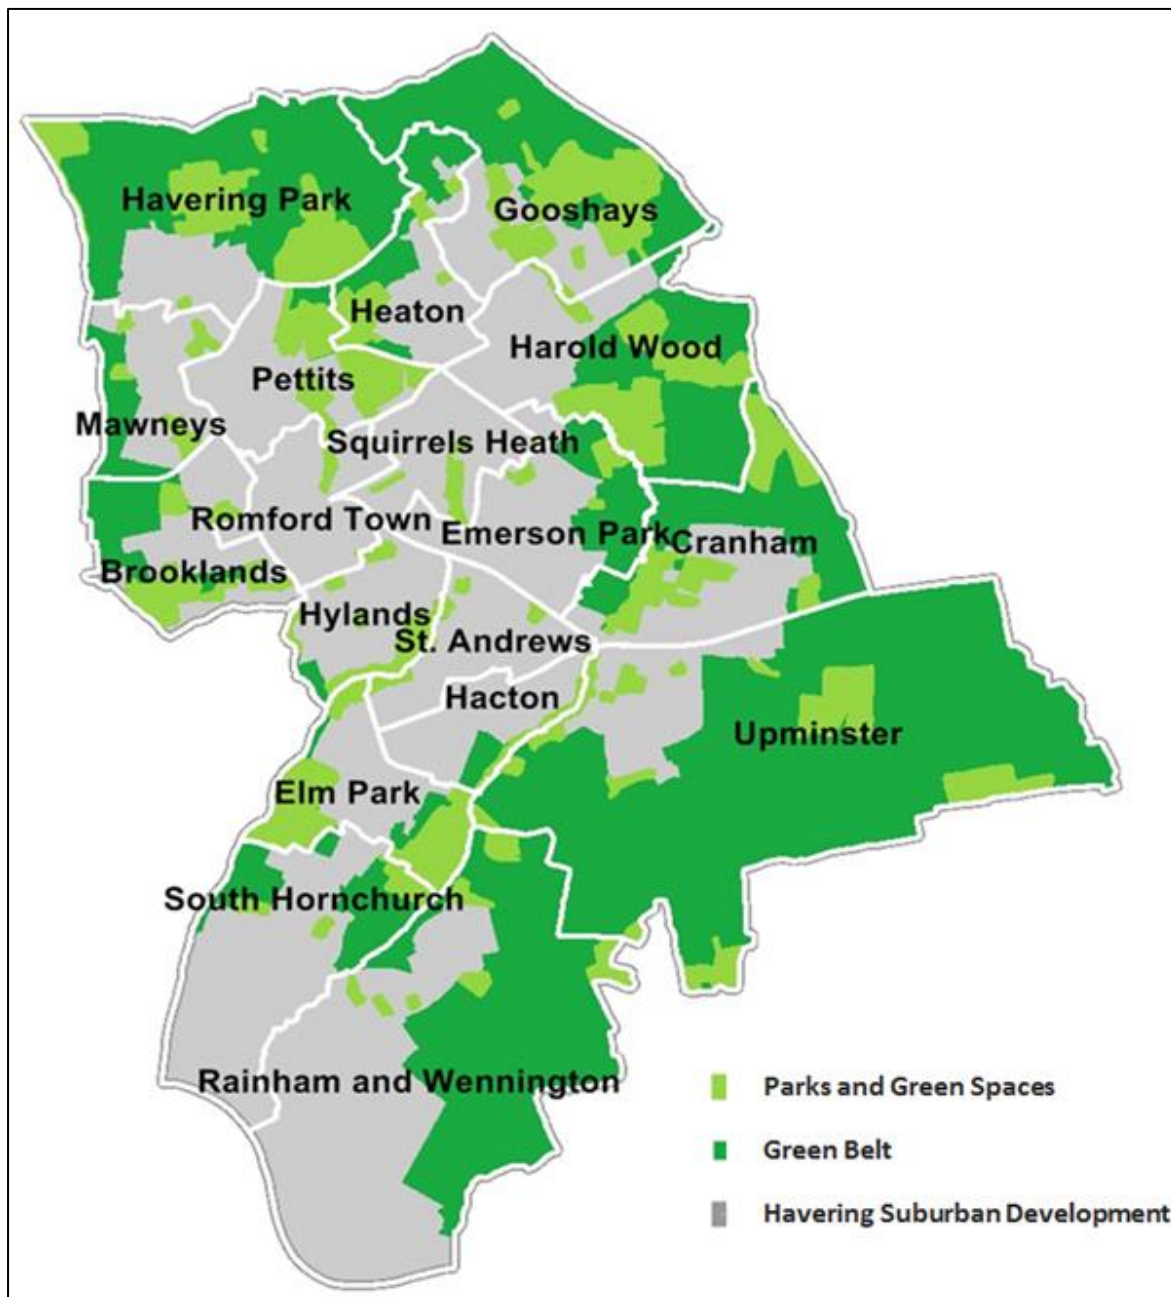 Havering Park
Gooshays
Heaton
Harold Wood
Pettits
Mawneys
Squirrels Heath
Romford Town
Emerson Park
Cranham
Brooklands
Hylands
St. Andrews
Hacton
Upminster
Elm Park
South Hornchurch
Rainham and Wennington
Parks and Green Spaces
Green Belt
Havering Suburban Development